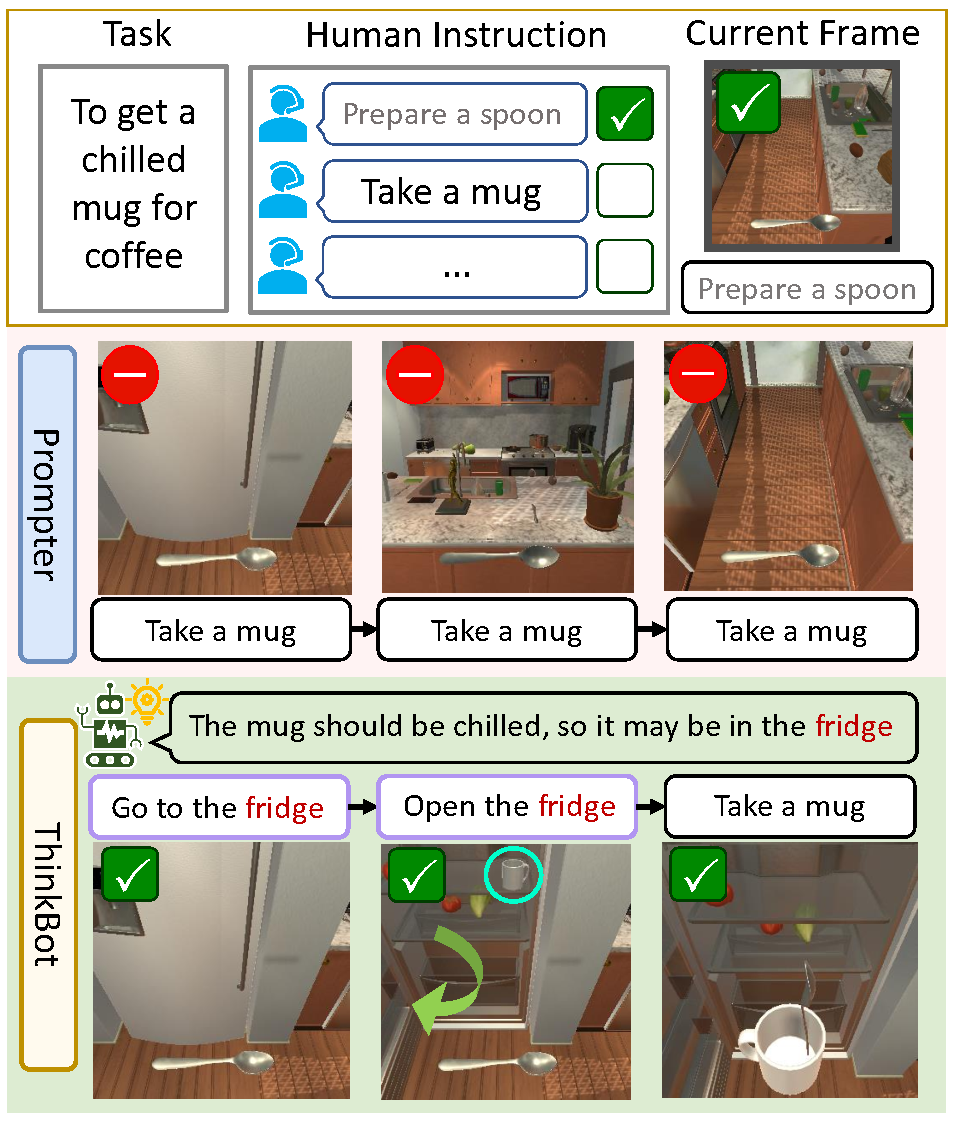 Task
Human Instruction
Current Frame
To get a
chilled
mug for
coffee
Prepare a spoon
Take a mug
...
Prepare a spoon
Prompter
Take a mug
Take a mug
Take a mug
ThinkBot
The mug should be chilled, so it may be in the fridge
Go to the fridge
Open the fridge
Take a mug